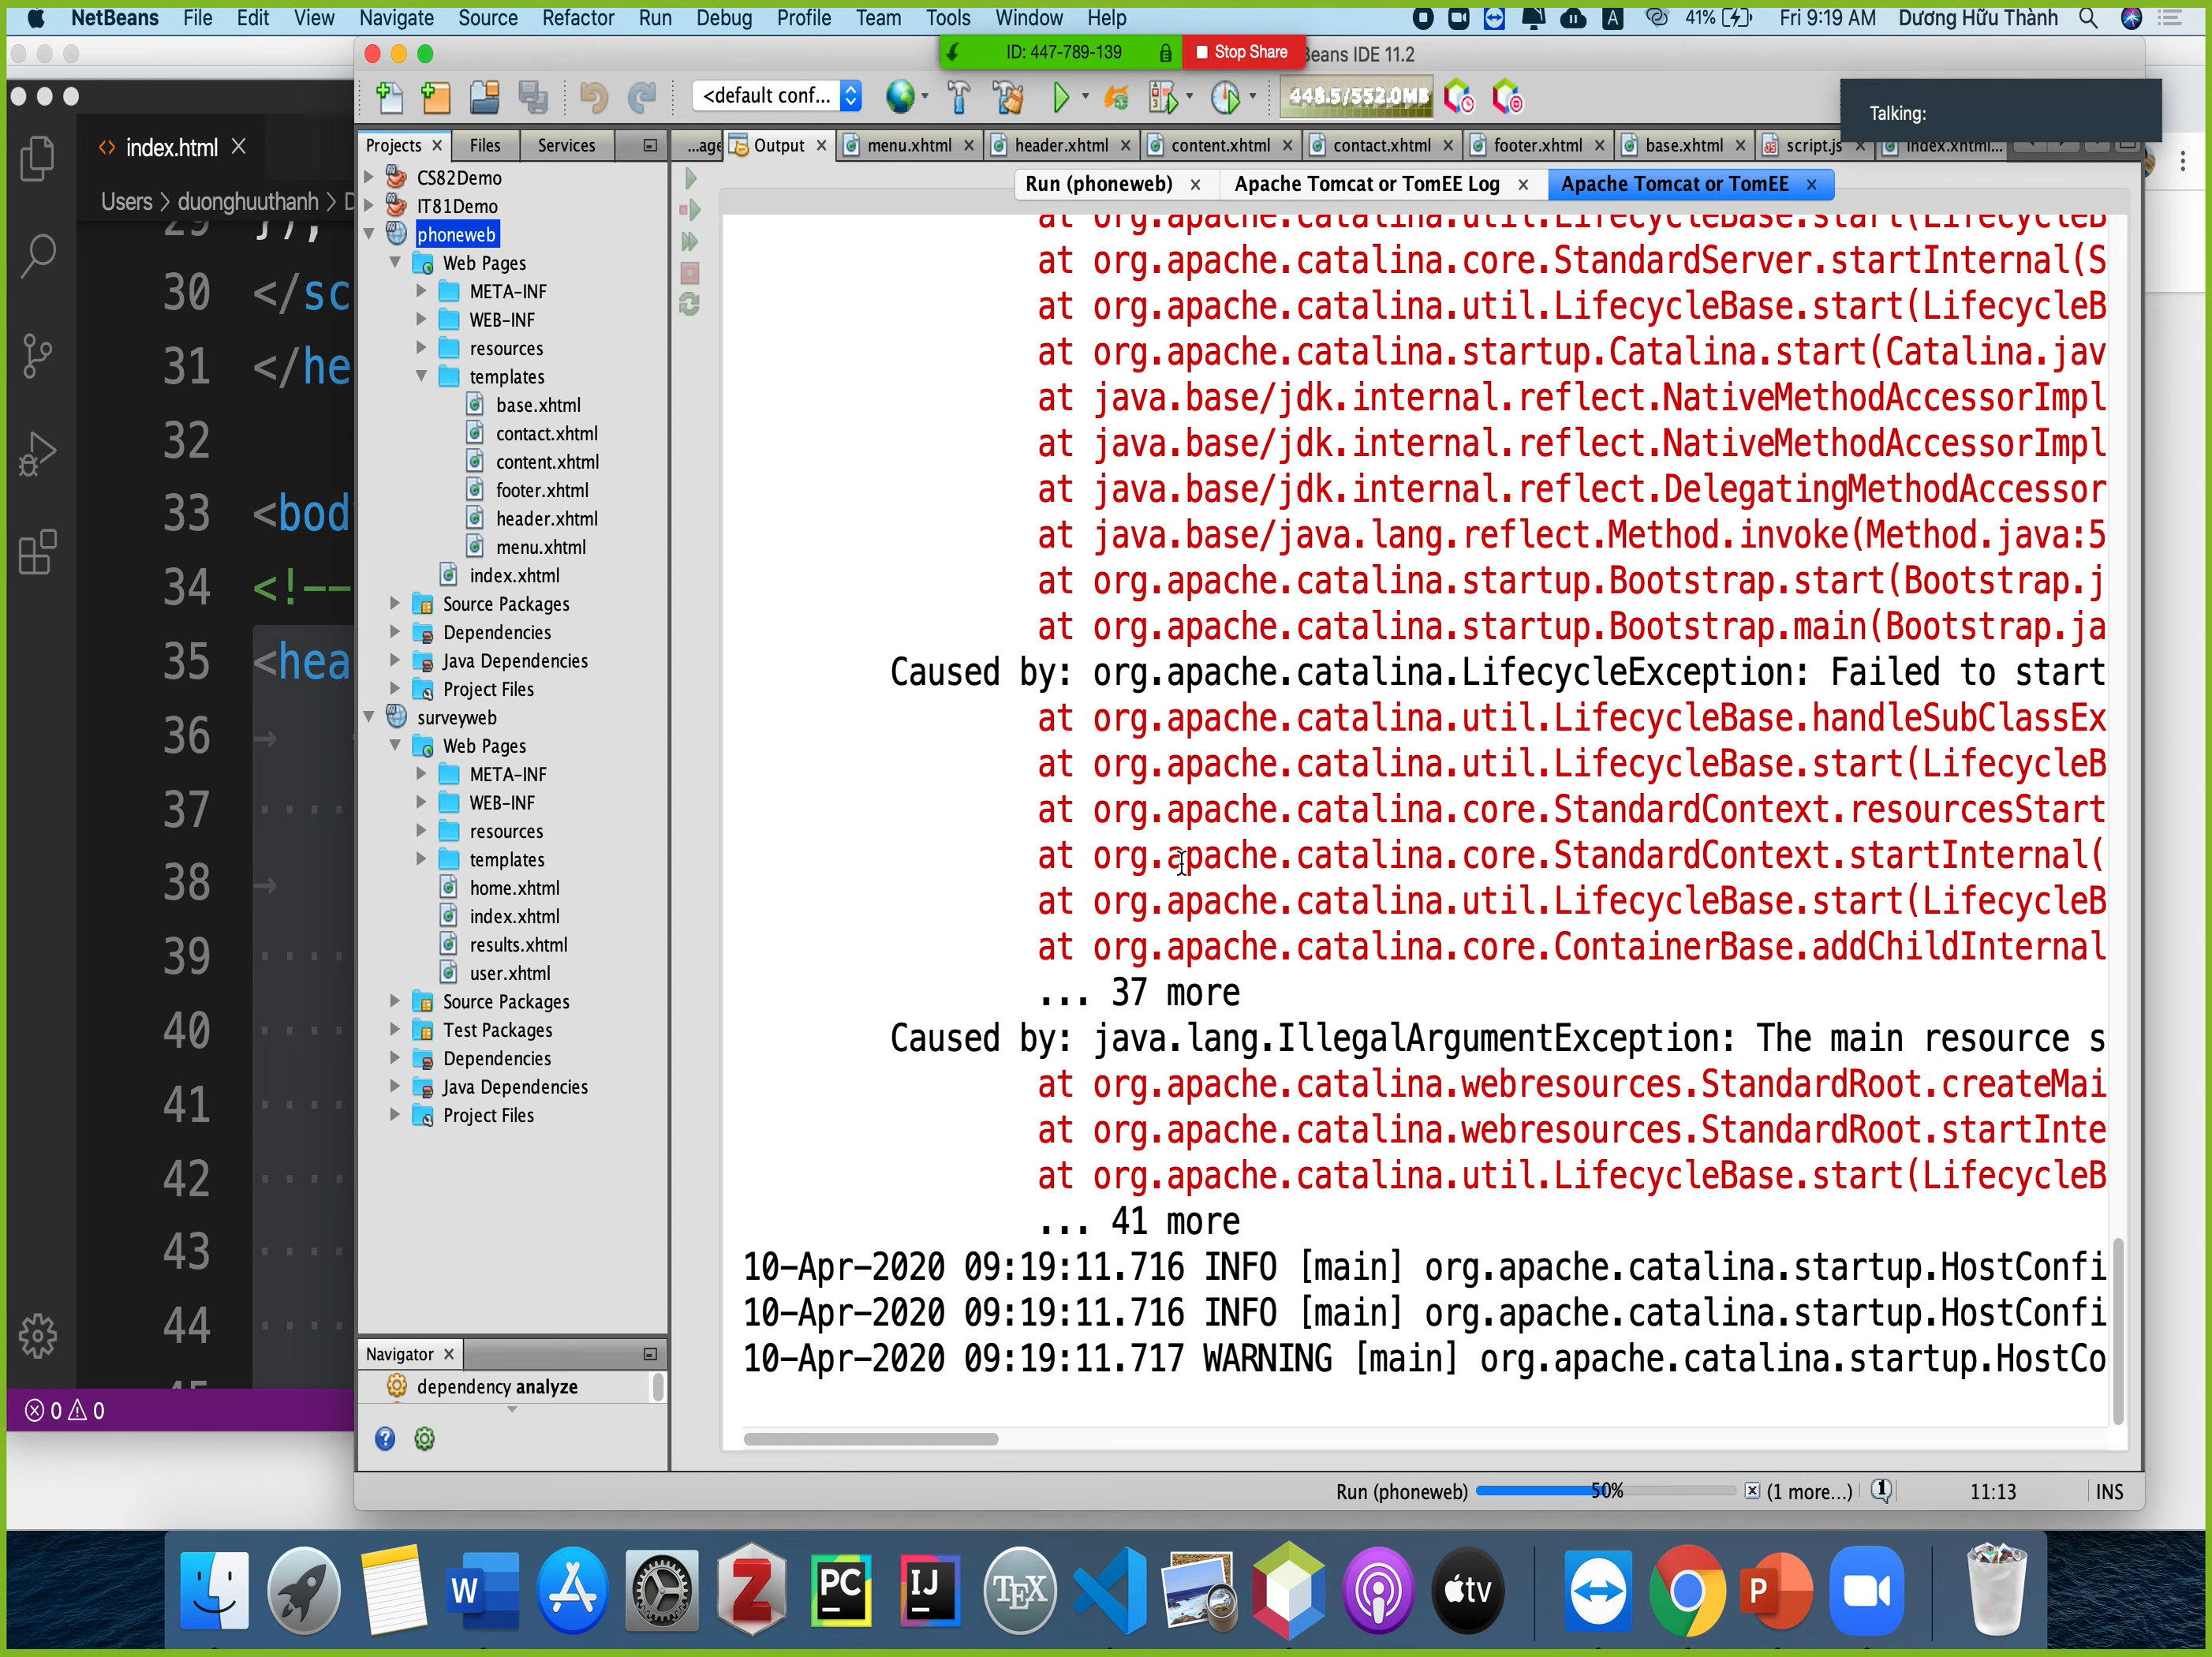 NetBeans File Edit View Navigate Source Refactor Run Debug Profile Team Tools Window Help
A 41% Fri 9:19 AM Dương Hữu Thành
ID: 447-789-139 Stop Share
Beans IDE 11.2
<default conf...
448.5/552.0MB
Talking:
index.html
Users > duonghuuthanh > D
29 });
30 </sc
31 </he
32
33 <bod
34 <!--
35 <hea
36
37
38
39
40
41
42
43
44
45
0 0
Projects Files Services
CS82Demo
IT81Demo
phoneweb
Web Pages
META-INF
WEB-INF
resources
templates
base.xhtml
contact.xhtml
content.xhtml
footer.xhtml
header.xhtml
menu.xhtml
index.xhtml
Source Packages
Dependencies
Java Dependencies
Project Files
surveyweb
Web Pages
META-INF
WEB-INF
resources
templates
home.xhtml
index.xhtml
results.xhtml
user.xhtml
Source Packages
Test Packages
Dependencies
Java Dependencies
Project Files
Navigator
dependency analyze
...age Output menu.xhtml header.xhtml content.xhtml contact.xhtml footer.xhtml base.xhtml script.js index.xhtml...
Run (phoneweb) Apache Tomcat or TomEE Log Apache Tomcat or TomEE
at org.apache.catalina.util.LifecycleBase.start(LifecycleB
at org.apache.catalina.core.StandardServer.startInternal(S
at org.apache.catalina.util.LifecycleBase.start(LifecycleB
at org.apache.catalina.startup.Catalina.start(Catalina.jav
at java.base/jdk.internal.reflect.NativeMethodAccessorImpl
at java.base/jdk.internal.reflect.NativeMethodAccessorImpl
at java.base/jdk.internal.reflect.DelegatingMethodAccessor
at java.base/java.lang.reflect.Method.invoke(Method.java:5
at org.apache.catalina.startup.Bootstrap.start(Bootstrap.j
at org.apache.catalina.startup.Bootstrap.main(Bootstrap.ja
Caused by: org.apache.catalina.LifecycleException: Failed to start
at org.apache.catalina.util.LifecycleBase.handleSubClassEx
at org.apache.catalina.util.LifecycleBase.start(LifecycleB
at org.apache.catalina.core.StandardContext.resourcesStart
at org.apache.catalina.core.StandardContext.startInternal(
at org.apache.catalina.util.LifecycleBase.start(LifecycleB
at org.apache.catalina.core.ContainerBase.addChildInternal
... 37 more
Caused by: java.lang.IllegalArgumentException: The main resource s
at org.apache.catalina.webresources.StandardRoot.createMai
at org.apache.catalina.webresources.StandardRoot.startInte
at org.apache.catalina.util.LifecycleBase.start(LifecycleB
... 41 more
10-Apr-2020 09:19:11.716 INFO [main] org.apache.catalina.startup.HostConfi
10-Apr-2020 09:19:11.716 INFO [main] org.apache.catalina.startup.HostConfi
10-Apr-2020 09:19:11.717 WARNING [main] org.apache.catalina.startup.HostCo
Run (phoneweb) 50% (1 more...) 1 11:13 INS
W Z PC IJ TEX tv P